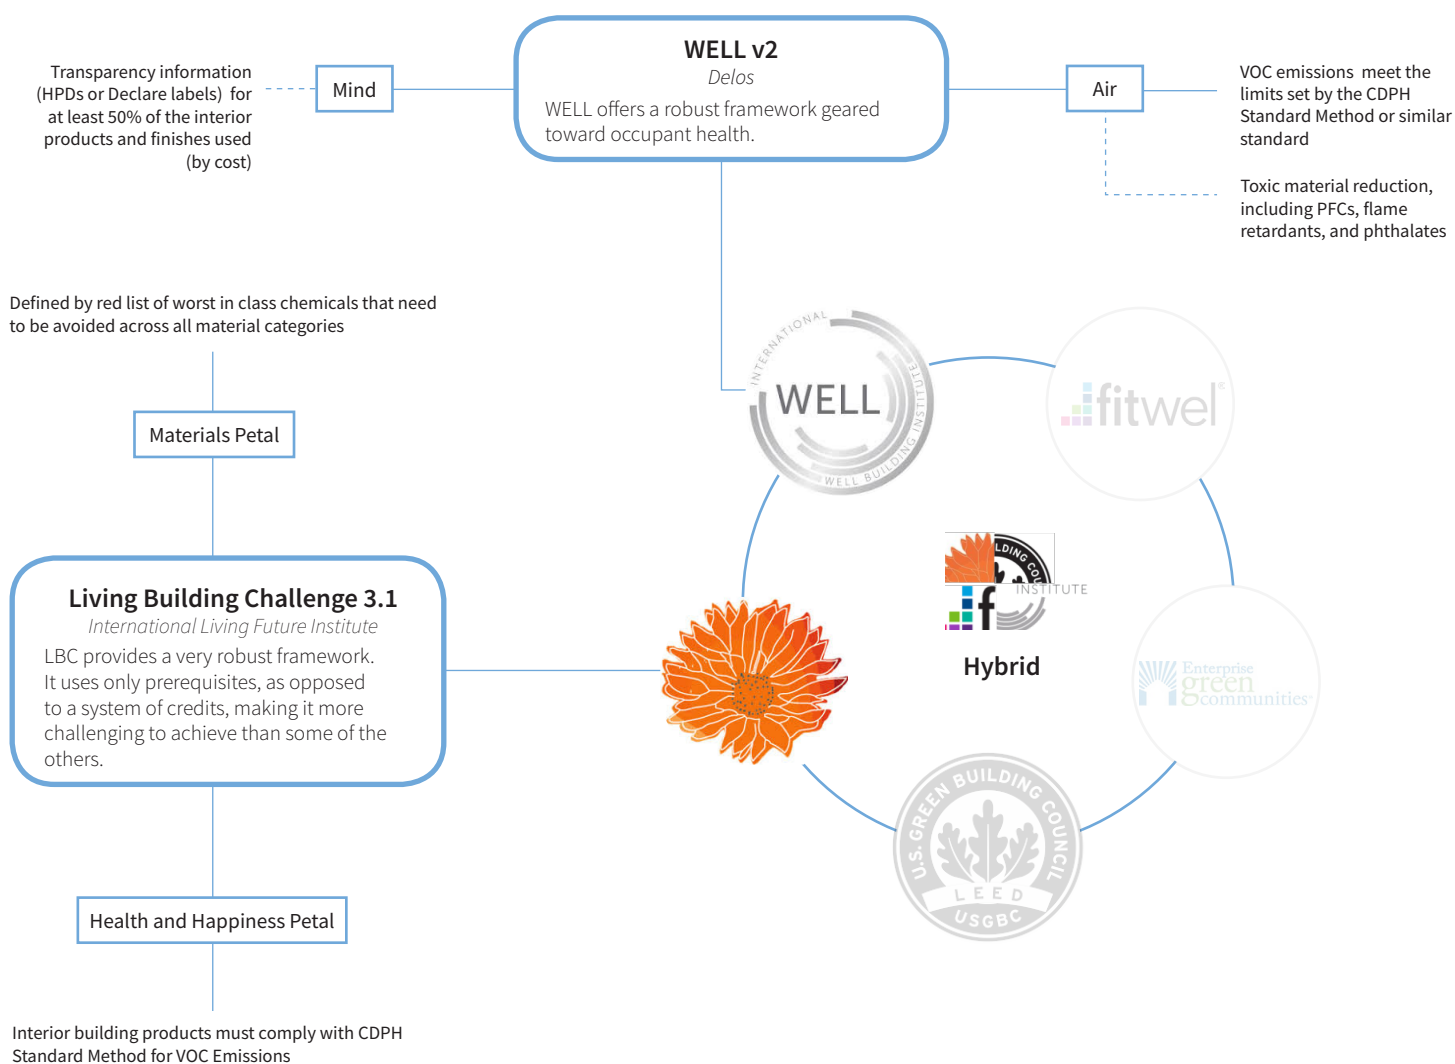 WELL v2
Delos
WELL offers a robust framework geared
toward occupant health.
Mind
Transparency information
(HPDs or Declare labels) for
at least 50% of the interior
products and finishes used
(by cost)
Air
VOC emissions meet the
limits set by the CDPH
Standard Method or similar
standard
Toxic material reduction,
including PFCs, flame
retardants, and phthalates
Defined by red list of worst in class chemicals that need
to be avoided across all material categories
Materials Petal
Living Building Challenge 3.1
International Living Future Institute
LBC provides a very robust framework.
It uses only prerequisites, as opposed
to a system of credits, making it more
challenging to achieve than some of the
others.
Health and Happiness Petal
Interior building products must comply with CDPH
Standard Method for VOC Emissions
INTERNATIONAL
WELL
WELL BUILDING INSTITUTE
fitwel®
LDING COU
INSTITUTE
f
Hybrid
Enterprise
green
communities®
U.S. GREEN BUILDING COUNCIL
LEED
USGBC